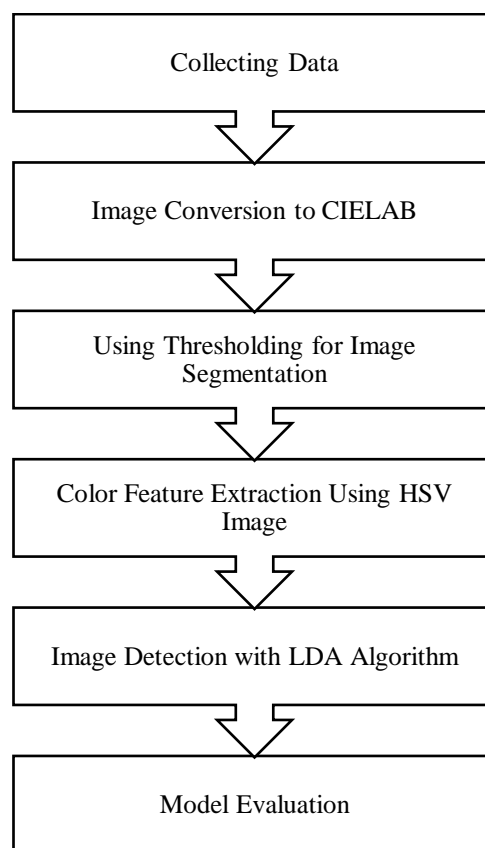 Collecting Data
Image Conversion to CIELAB
Using Thresholding for Image
Segmentation
Color Feature Extraction Using HSV
Image
Image Detection with LDA Algorithm
Model Evaluation